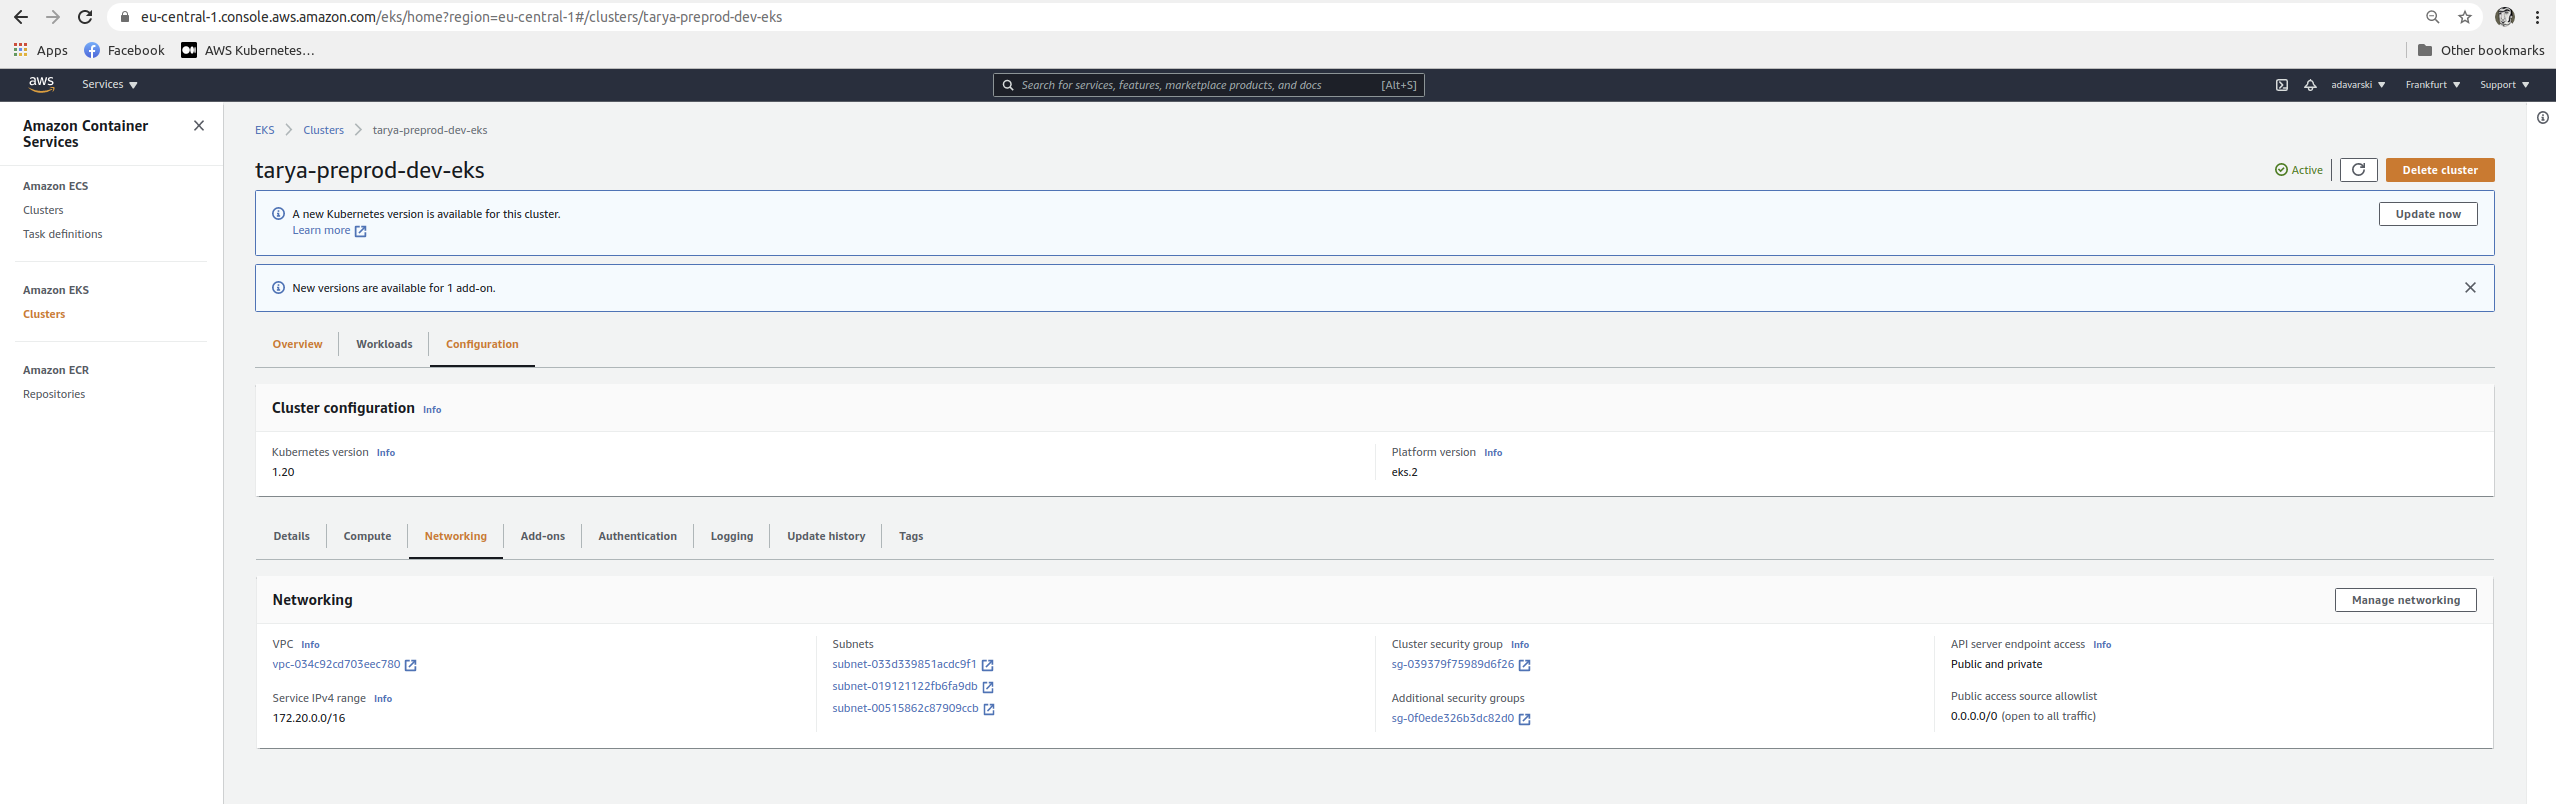 eu-central-1.console.aws.amazon.com/eks/home?region=eu-central-1#/clusters/tarya-preprod-dev-eks
Apps Facebook AWS Kubernetes... Other bookmarks
aws Services Search for services, features, marketplace products, and docs [Alt+S] adavarski Frankfurt Support
Amazon Container Services
Amazon ECS
Clusters
Task definitions
Amazon EKS
Clusters
Amazon ECR
Repositories
EKS Clusters tarya-preprod-dev-eks
tarya-preprod-dev-eks Active Delete cluster
A new Kubernetes version is available for this cluster. Update now
Learn more
New versions are available for 1 add-on.
Overview Workloads Configuration
Cluster configuration Info
Kubernetes version Info
1.20
Platform version Info
eks.2
Details Compute Networking Add-ons Authentication Logging Update history Tags
Networking Manage networking
VPC Info
vpc-034c92cd703eec780
Service IPv4 range Info
172.20.0.0/16
Subnets
subnet-033d339851acdc9f1
subnet-019121122fb6fa9db
subnet-00515862c87909ccb
Cluster security group Info
sg-039379f75989d6f26
Additional security groups
sg-0f0ede326b3dc82d0
API server endpoint access Info
Public and private
Public access source allowlist
0.0.0.0/0 (open to all traffic)